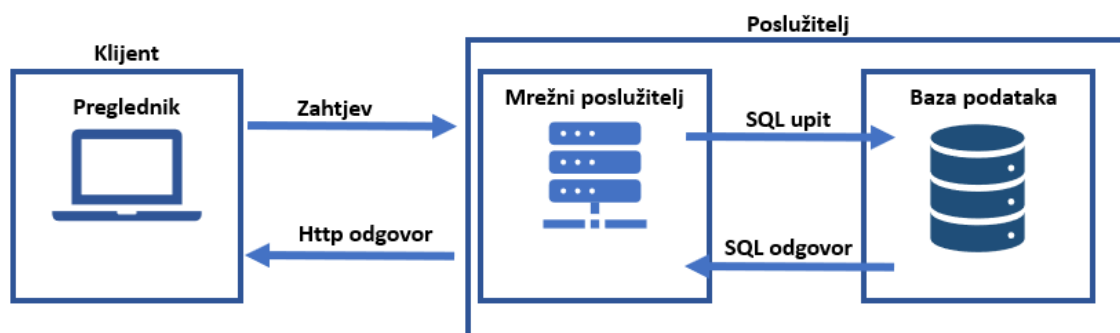 Poslužitelj
Klijent
Preglednik
Zahtjev
Http odgovor
Mrežni poslužitelj
SQL upit
SQL odgovor
Baza podataka